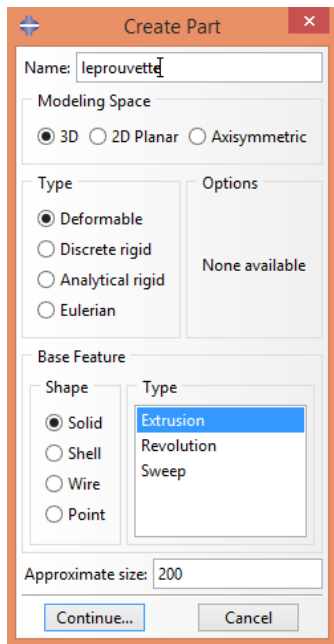 Create Part
Name: leprouvette
Modeling Space
3D 2D Planar Axisymmetric
Type
Options
Deformable
Discrete rigid
Analytical rigid
Eulerian
None available
Base Feature
Shape
Type
Solid
Shell
Wire
Point
Extrusion
Revolution
Sweep
Approximate size: 200
Continue... Cancel